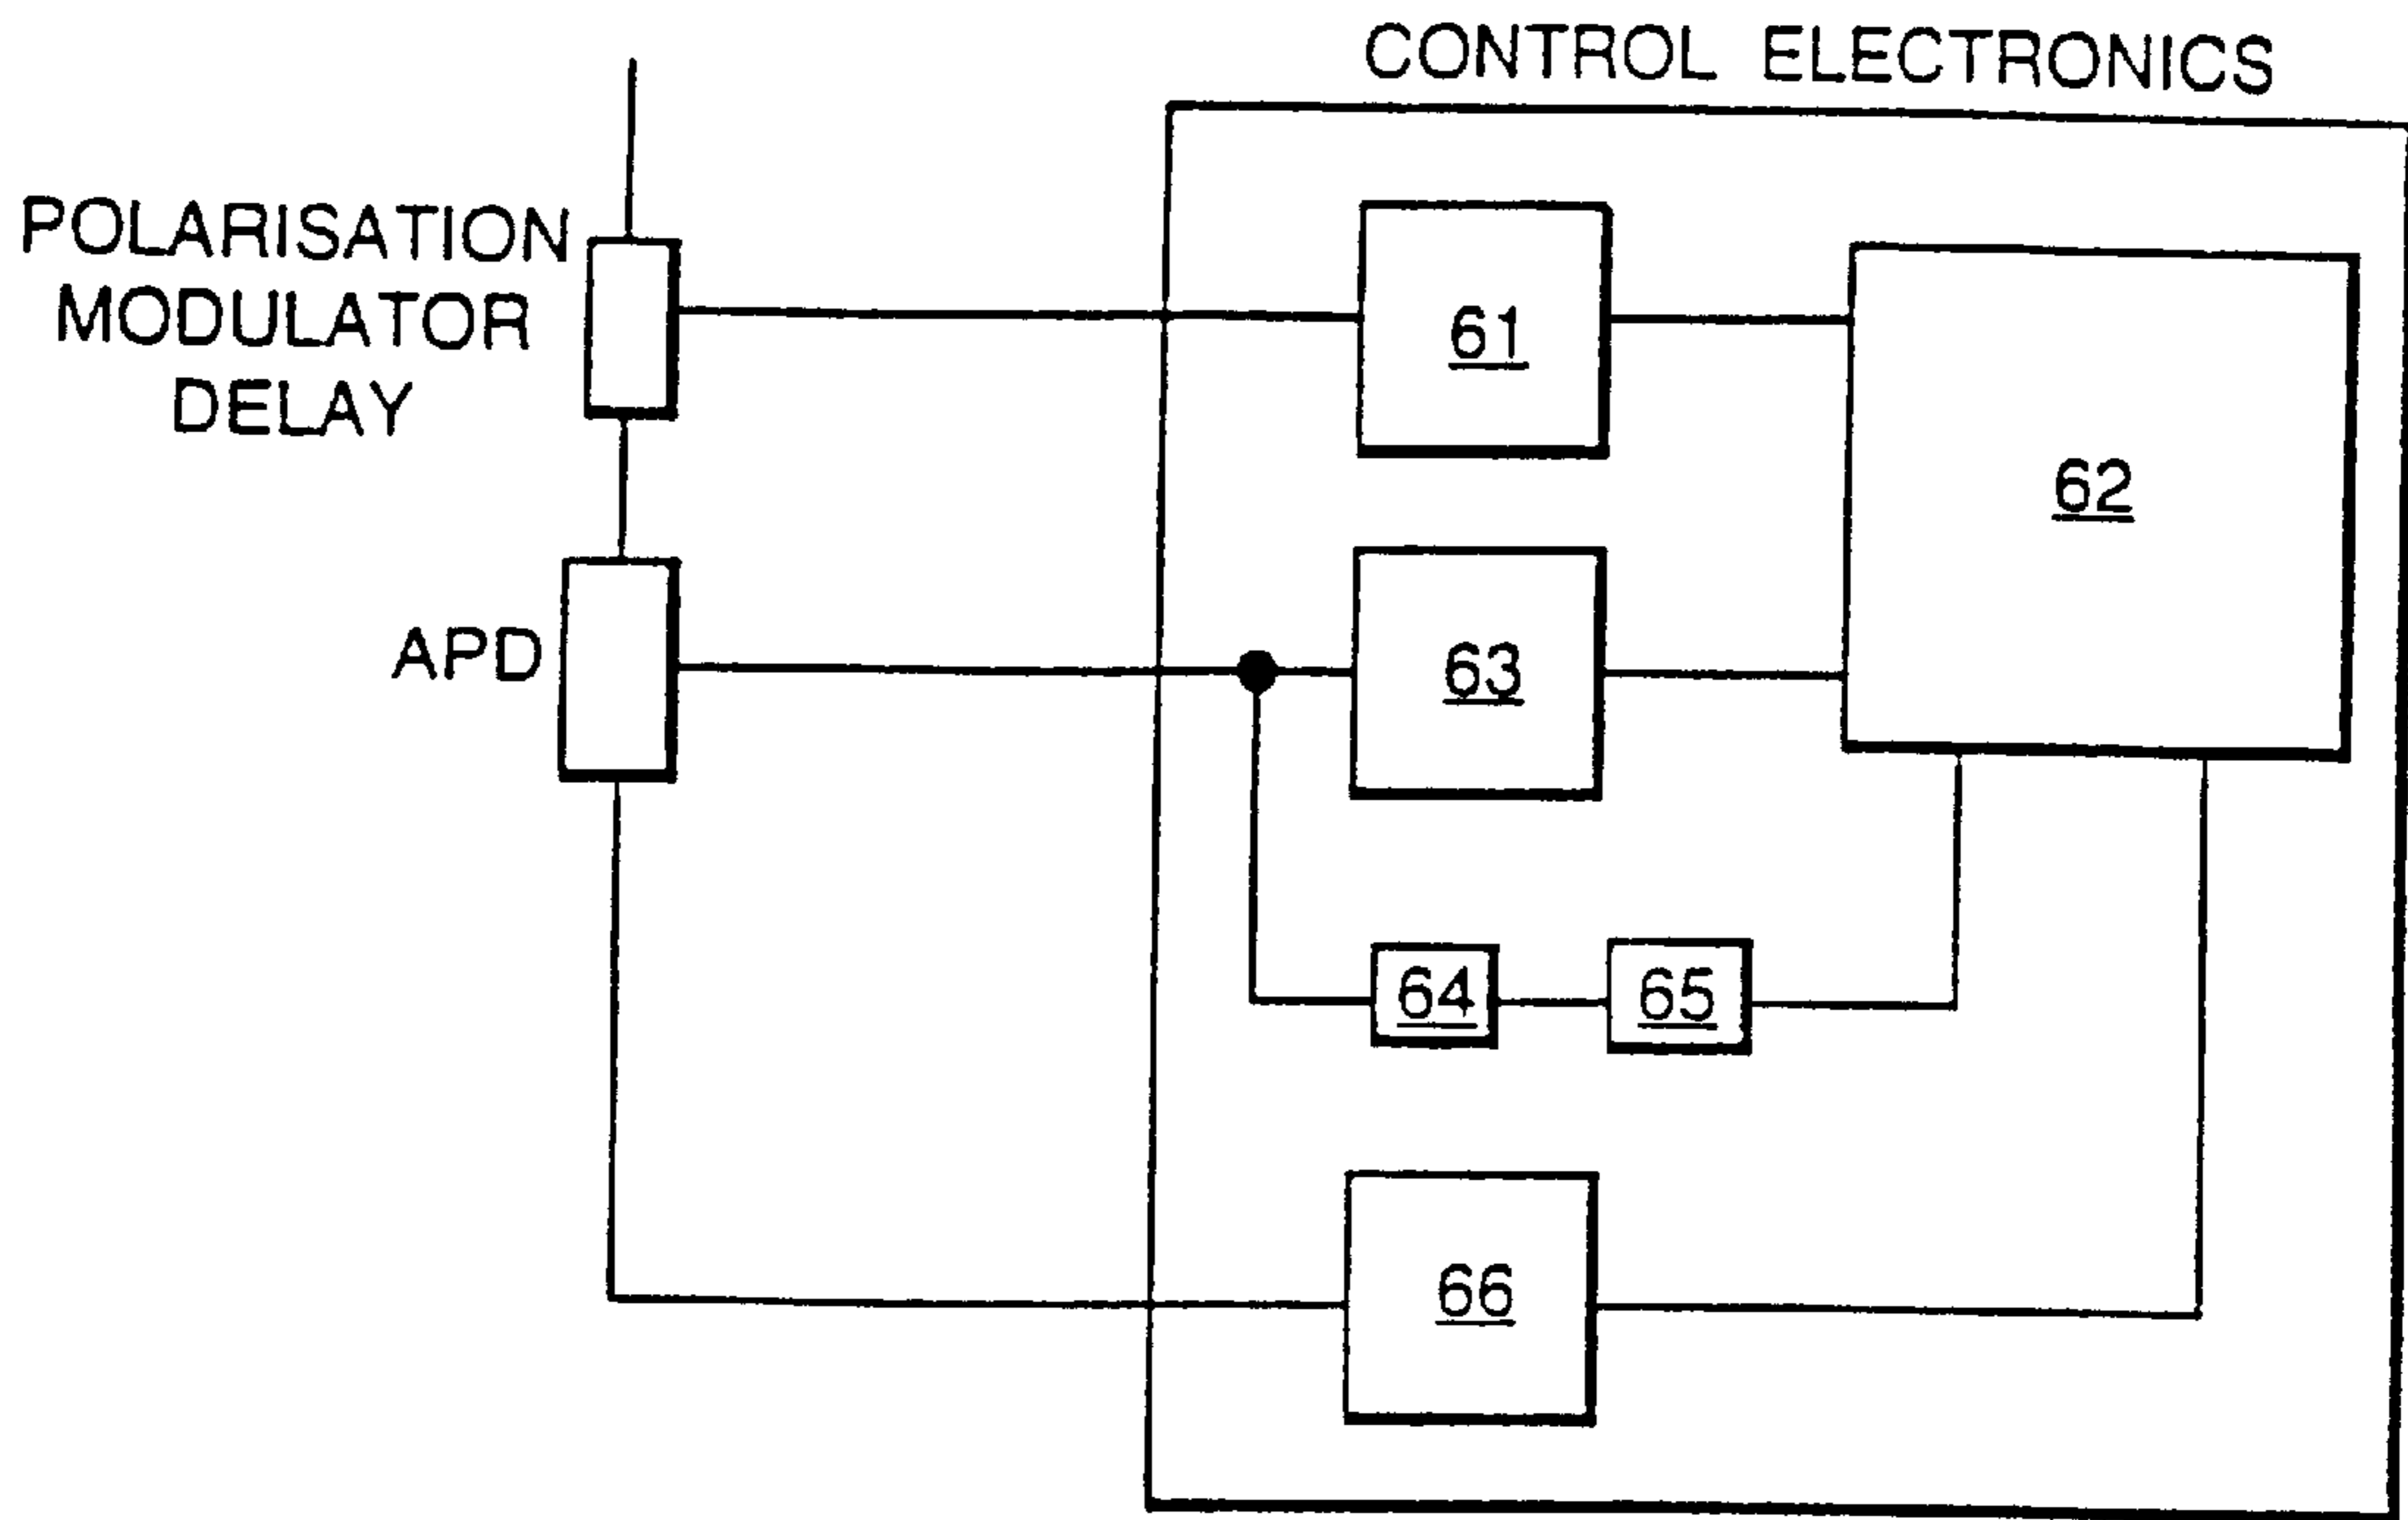 CONTROL ELECTRONICS
POLARISATION
MODULATOR
DELAY
61
62
APD
63
64
65
66